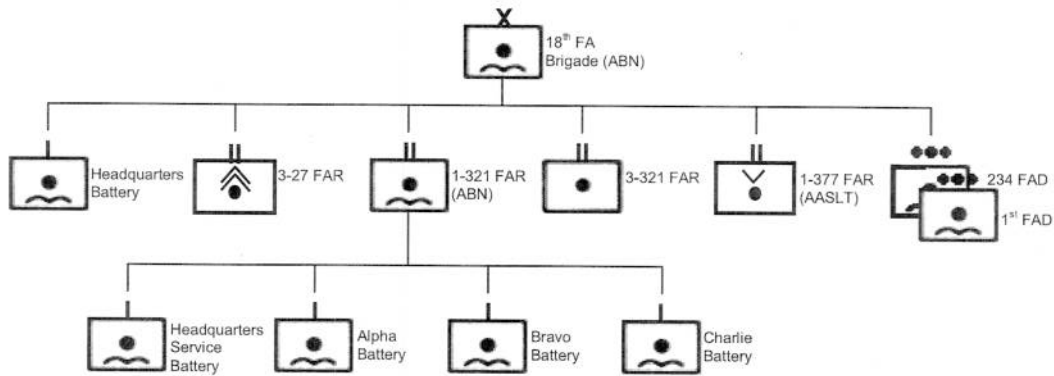 18th FA
Brigade (ABN)
Headquarters
Battery
3-27 FAR
1-321 FAR
(ABN)
3-321 FAR
1-377 FAR
(AASLT)
234 FAD
1st FAD
Headquarters
Service
Battery
Alpha
Battery
Bravo
Battery
Charlie
Battery